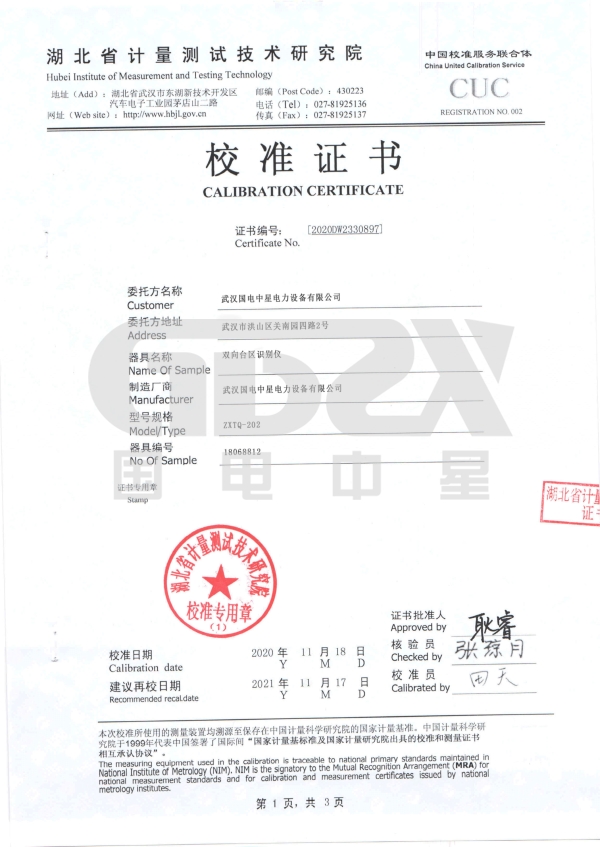 湖北省计量测试技术研究院
Hubei Institute of Measurement and Testing Technology
地址（Add）：湖北省武汉市东湖新技术开发区
汽车电子工业园茅店山二路
网址（Web site）：http://www.hbjl.gov.cn
邮编（Post Code）：430223
电话（Tel）：027-81925136
传真（Fax）：027-81925137
中国校准服务联合体
China United Calibration Service
CUC
REGISTRATION NO. 002
校准证书
CALIBRATION CERTIFICATE
证书编号： [2020DW2330897]
Certificate No.
委托方名称 武汉国电中星电力设备有限公司
Customer
委托方地址 武汉市洪山区关南园四路2号
Address
器具名称 双向台区识别仪
Name Of Sample
制造厂商 武汉国电中星电力设备有限公司
Manufacturer
型号规格 ZXTQ-202
Model/Type
器具编号 18068812
No Of Sample
证书专用章
Stamp
GDZX
国电中星
湖北省计量
证书
湖北省计量测试技术研究院
校准专用章
(1)
证书批准人 耿睿
Approved by
核验员 张琼月
Checked by
校准员 田天
Calibrated by
校准日期 2020 年 11 月 18 日
Calibration date Y M D
建议再校日期 2021 年 11 月 17 日
Recommended recal.date Y M D
本次校准所使用的测量装置均溯源至保存在中国计量科学研究院的国家计量基准。中国计量科学研
究院于1999年代表中国签署了国际间“国家计量基标准及国家计量研究院出具的校准和测量证书
相互承认协议”。
The measuring equipment used in the calibration is traceable to national primary standards maintained in
National Institute of Metrology (NIM). NIM is the signatory to the Mutual Recognition Arrangement (MRA) for
national measurement standards and for calibration and measurement certificates issued by national
metrology institutes.
第 1 页，共 3 页